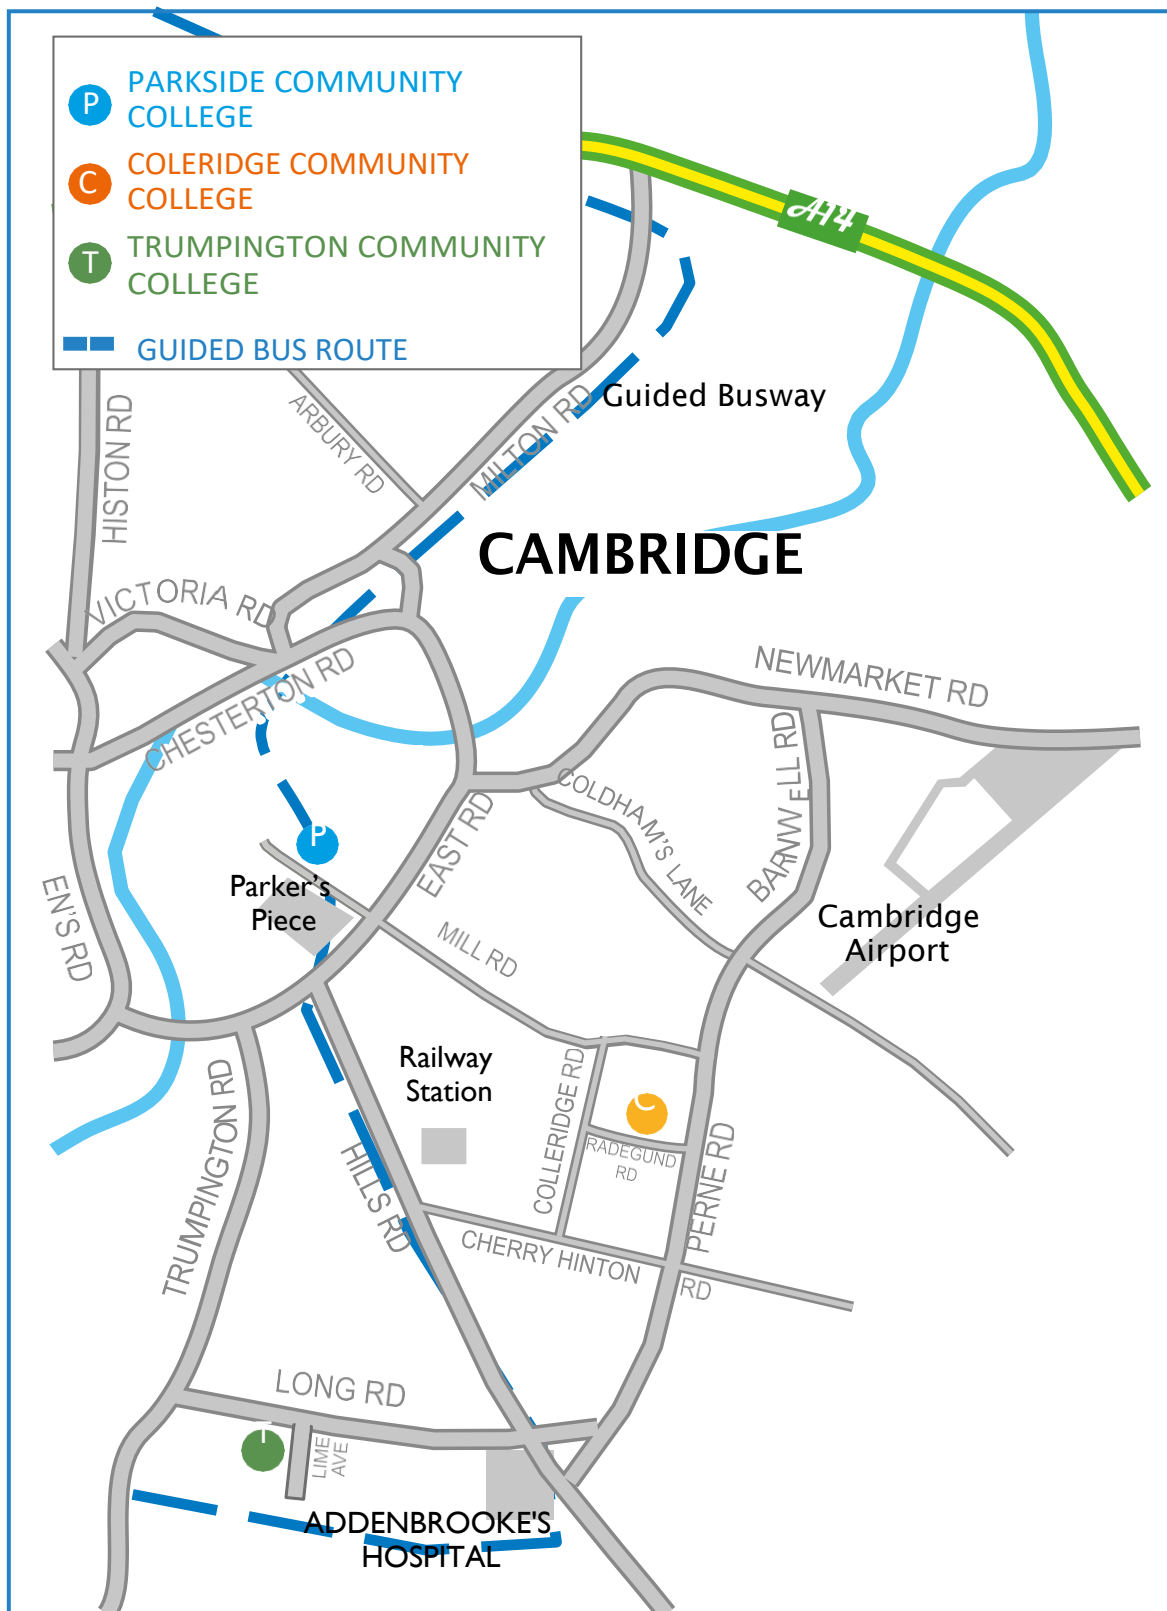 P
PARKSIDE COMMUNITY
COLLEGE
C
COLERIDGE COMMUNITY
COLLEGE
T
TRUMPINGTON COMMUNITY
COLLEGE
GUIDED BUS ROUTE
A14
Guided Busway
HISTON RD
ARBURY RD
MILTON RD
CAMBRIDGE
VICTORIA RD
CHESTERTON RD
NEWMARKET RD
BARNWELL RD
COLDHAM'S LANE
EAST RD
P
Parker's
Piece
EN'S RD
MILL RD
Cambridge
Airport
Railway
Station
COLLERIDGE RD
C
RADEGUND
RD
PERNE RD
TRUMPINGTON RD
HILLS RD
CHERRY HINTON RD
LONG RD
T
LIME
AVE
ADDENBROOKE'S
HOSPITAL